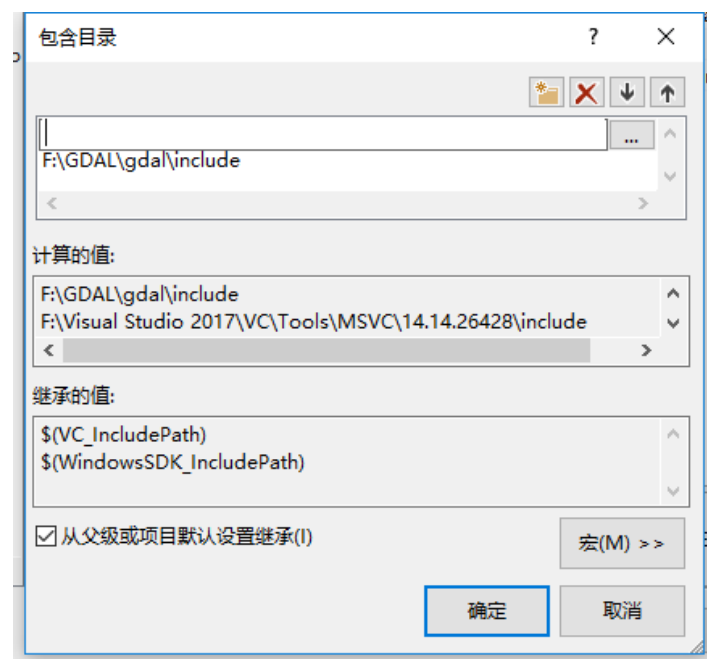 包含目录
F:\GDAL\gdal\include
计算的值:
F:\GDAL\gdal\include
F:\Visual Studio 2017\VC\Tools\MSVC\14.14.26428\include
继承的值:
$(VC_IncludePath)
$(WindowsSDK_IncludePath)
从父级或项目默认设置继承(I)
宏(M) >>
确定
取消